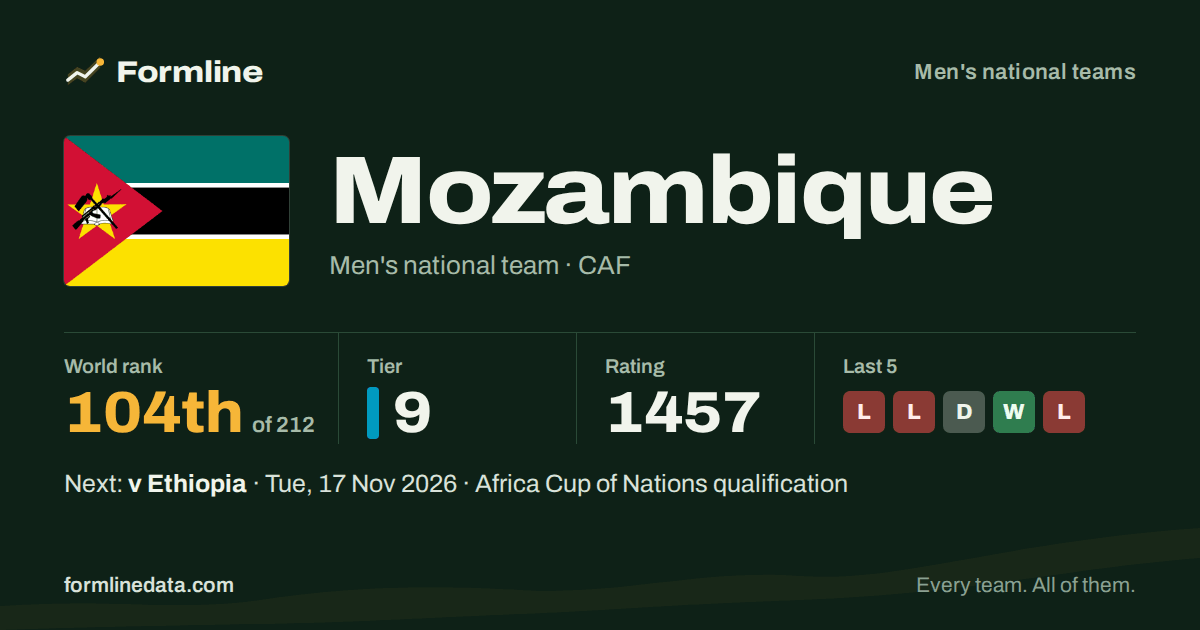 Formline
Men's national teams
Mozambique
Men's national team · CAF
World rank
104th of 212
Tier
9
Rating
1457
Last 5
L L D W L
Next: v Ethiopia · Tue, 17 Nov 2026 · Africa Cup of Nations qualification
formlinedata.com
Every team. All of them.